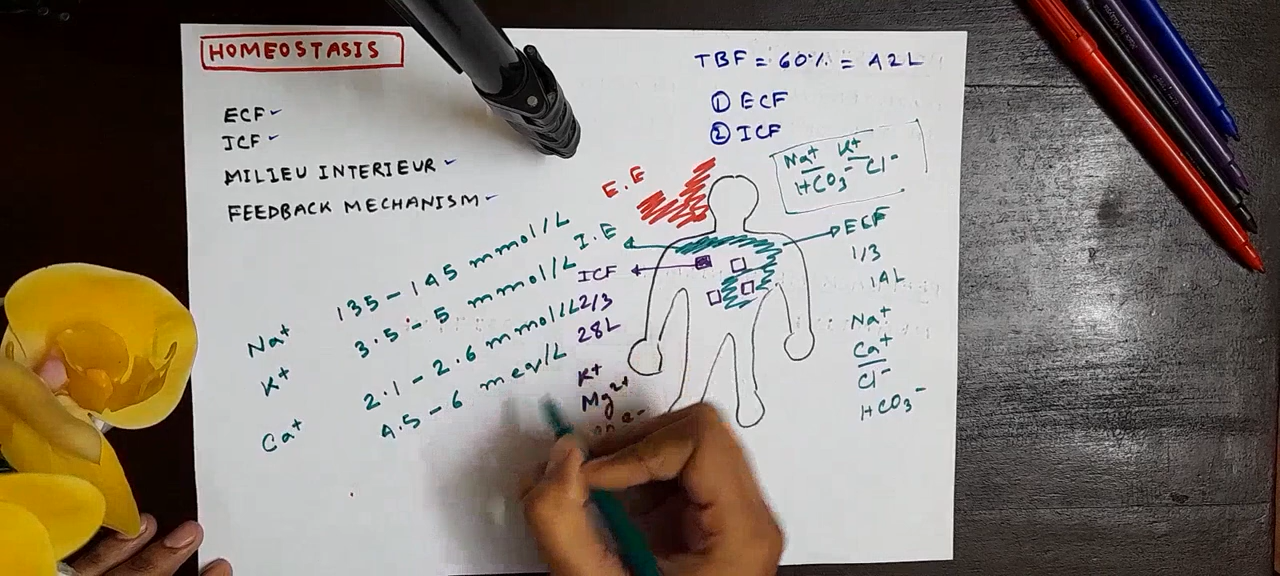 HOMEOSTASIS
ECF
ICF
MILIEU INTERIEUR
FEEDBACK MECHANISM
TBF = 60% = 42L
① ECF
② ICF
Na+ K+
HCO3- Cl-
E.E
I.E
ICF
2/3
28L
K+
Mg2+
ECF
1/3
14L
Na+
Ca+
Cl-
HCO3-
Na+ 135-145 mmol/L
K+ 3.5-5 mmol/L
Ca+ 2.1-2.6 mmol/L
4.5-6 meq/L